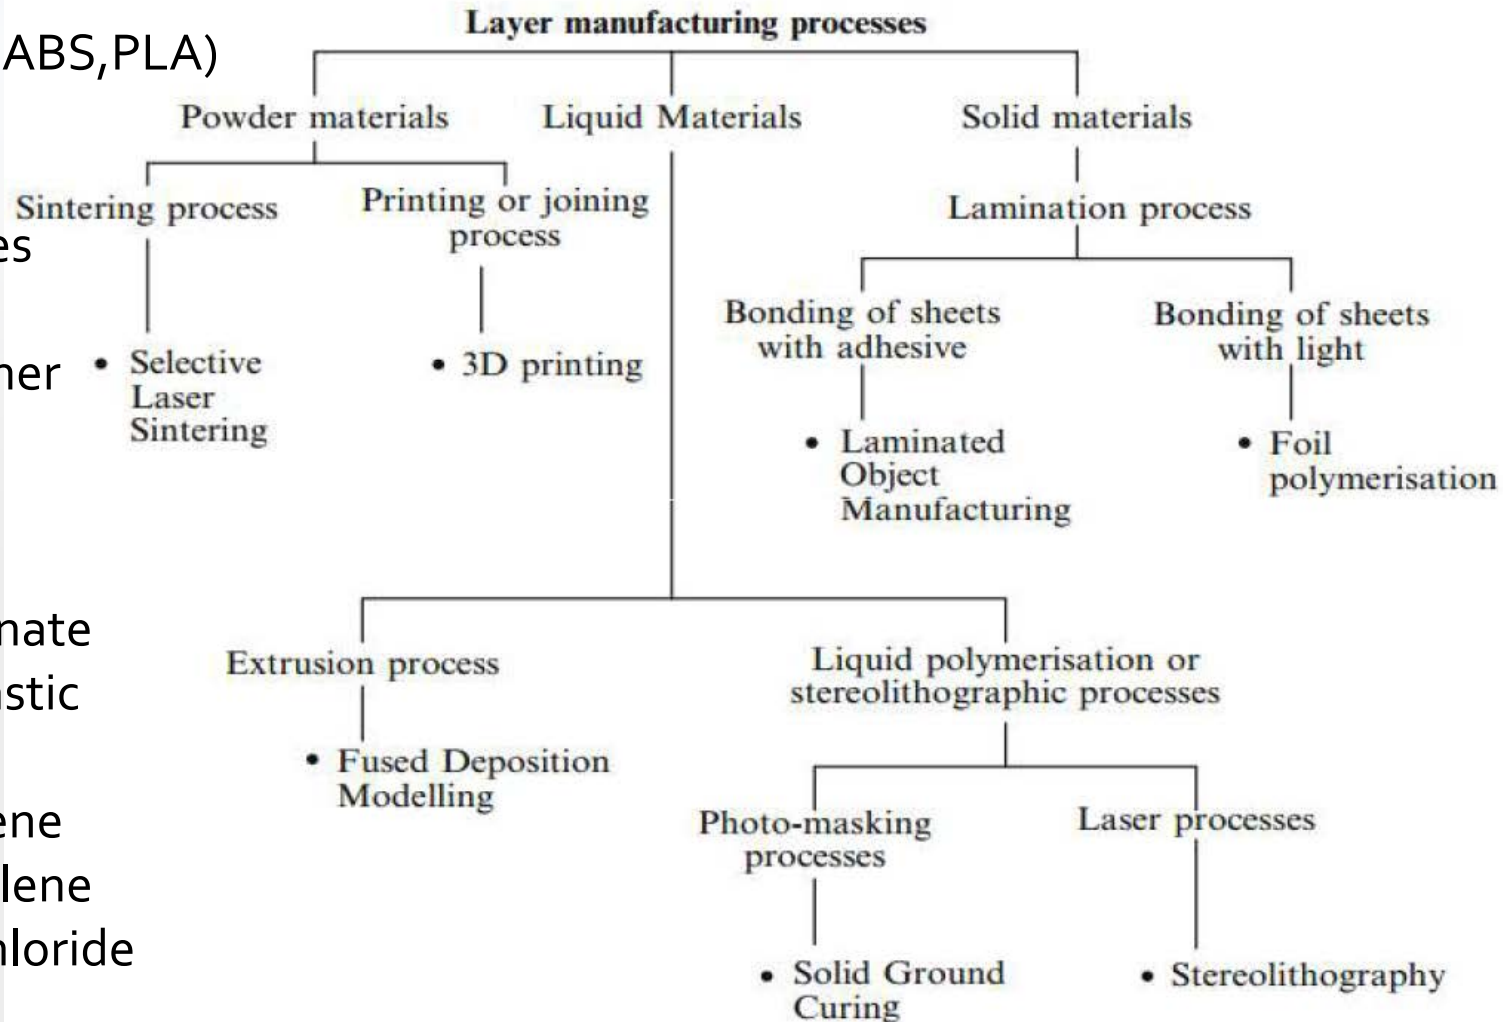 Layer manufacturing processes
ABS,PLA)
Powder materials
Liquid Materials
Solid materials
Sintering process
Printing or joining
process
Lamination process
es
Bonding of sheets
with adhesive
Bonding of sheets
with light
ner
• Selective
Laser
Sintering
• 3D printing
• Laminated
Object
Manufacturing
• Foil
polymerisation
nate
Extrusion process
Liquid polymerisation or
stereolithographic processes
astic
• Fused Deposition
Modelling
ene
Photo-masking
processes
Laser processes
lene
hloride
• Solid Ground
Curing
• Stereolithography